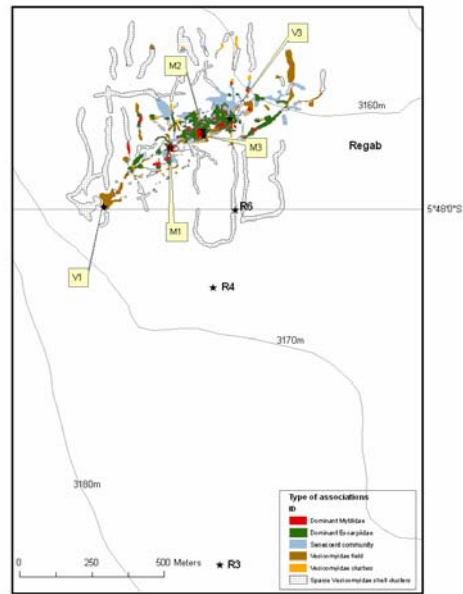 V3
M2
3160m
Regab
M3
R6
5°48'0"S
M1
V1
R4
3170m
3180m
Type of associations
ID
Dominant Mytilidae
Dominant Escarpiidae
Senescent community
Vesicomyidae field
Vesicomyidae clusters
Sparse Vesicomyidae shell clusters
0 250 500 Meters
R3